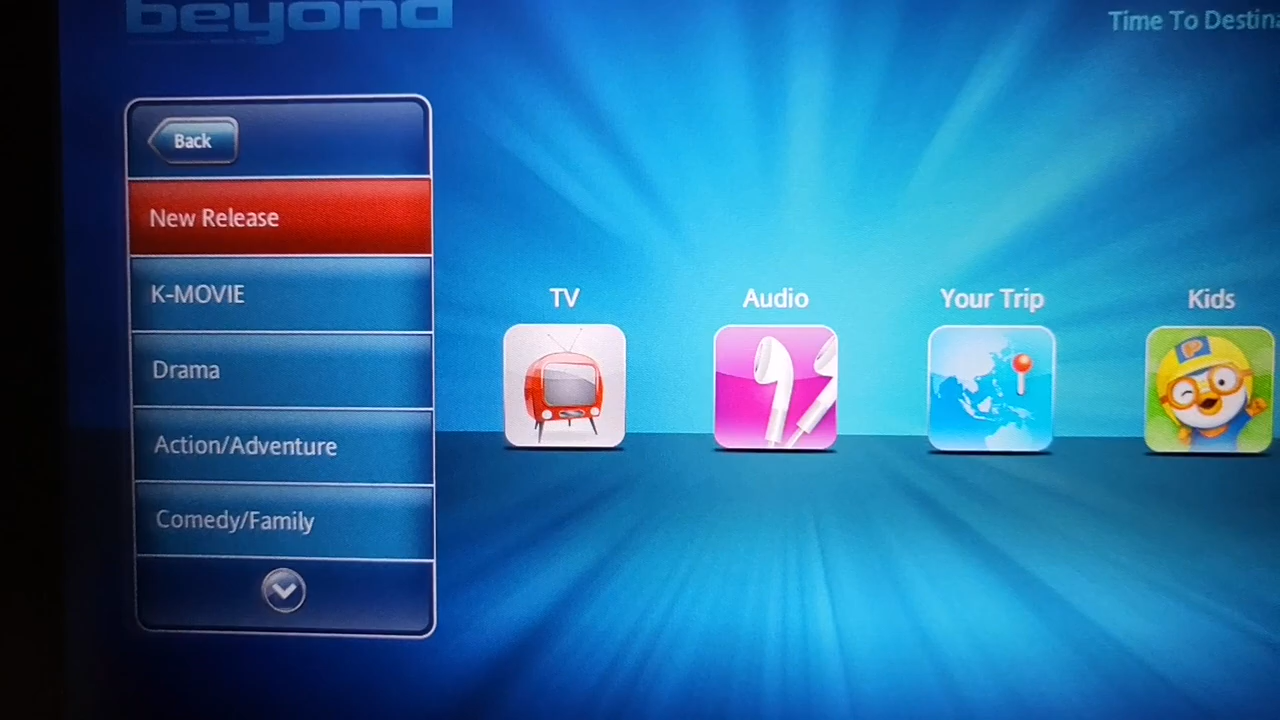 beyond
Time To Destina
Back
New Release
K-MOVIE
Drama
Action/Adventure
Comedy/Family
TV
Audio
Your Trip
Kids
P